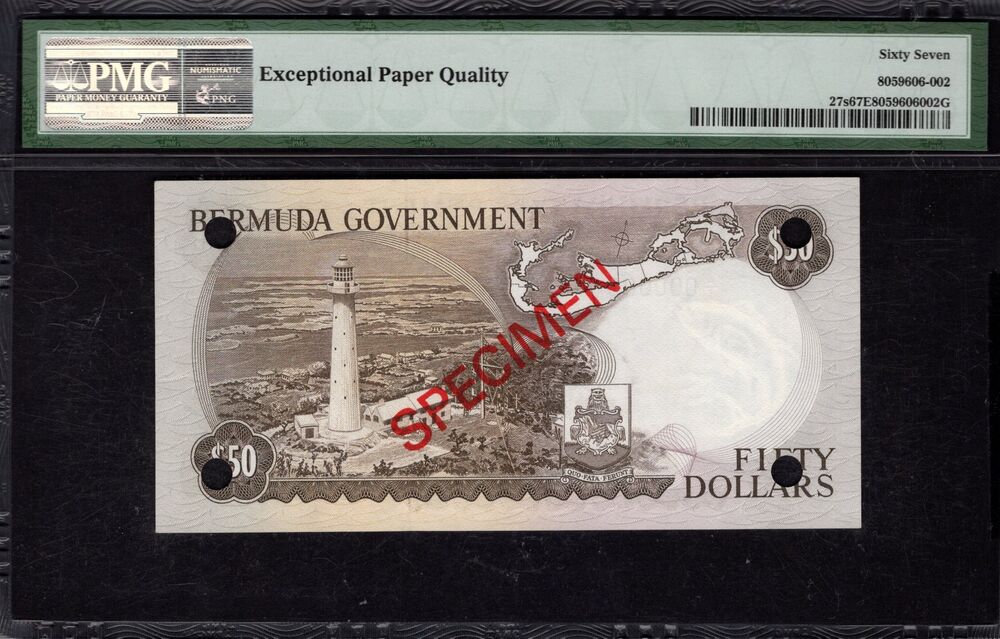 PMG
PAPER MONEY GUARANTY
NUMISMATIC
PNG
Exceptional Paper Quality
Sixty Seven
8059606-002
27s67E8059606002G
BERMUDA GOVERNMENT
$50
SPECIMEN
$50
QUO FATA FERUNT
FIFTY
DOLLARS